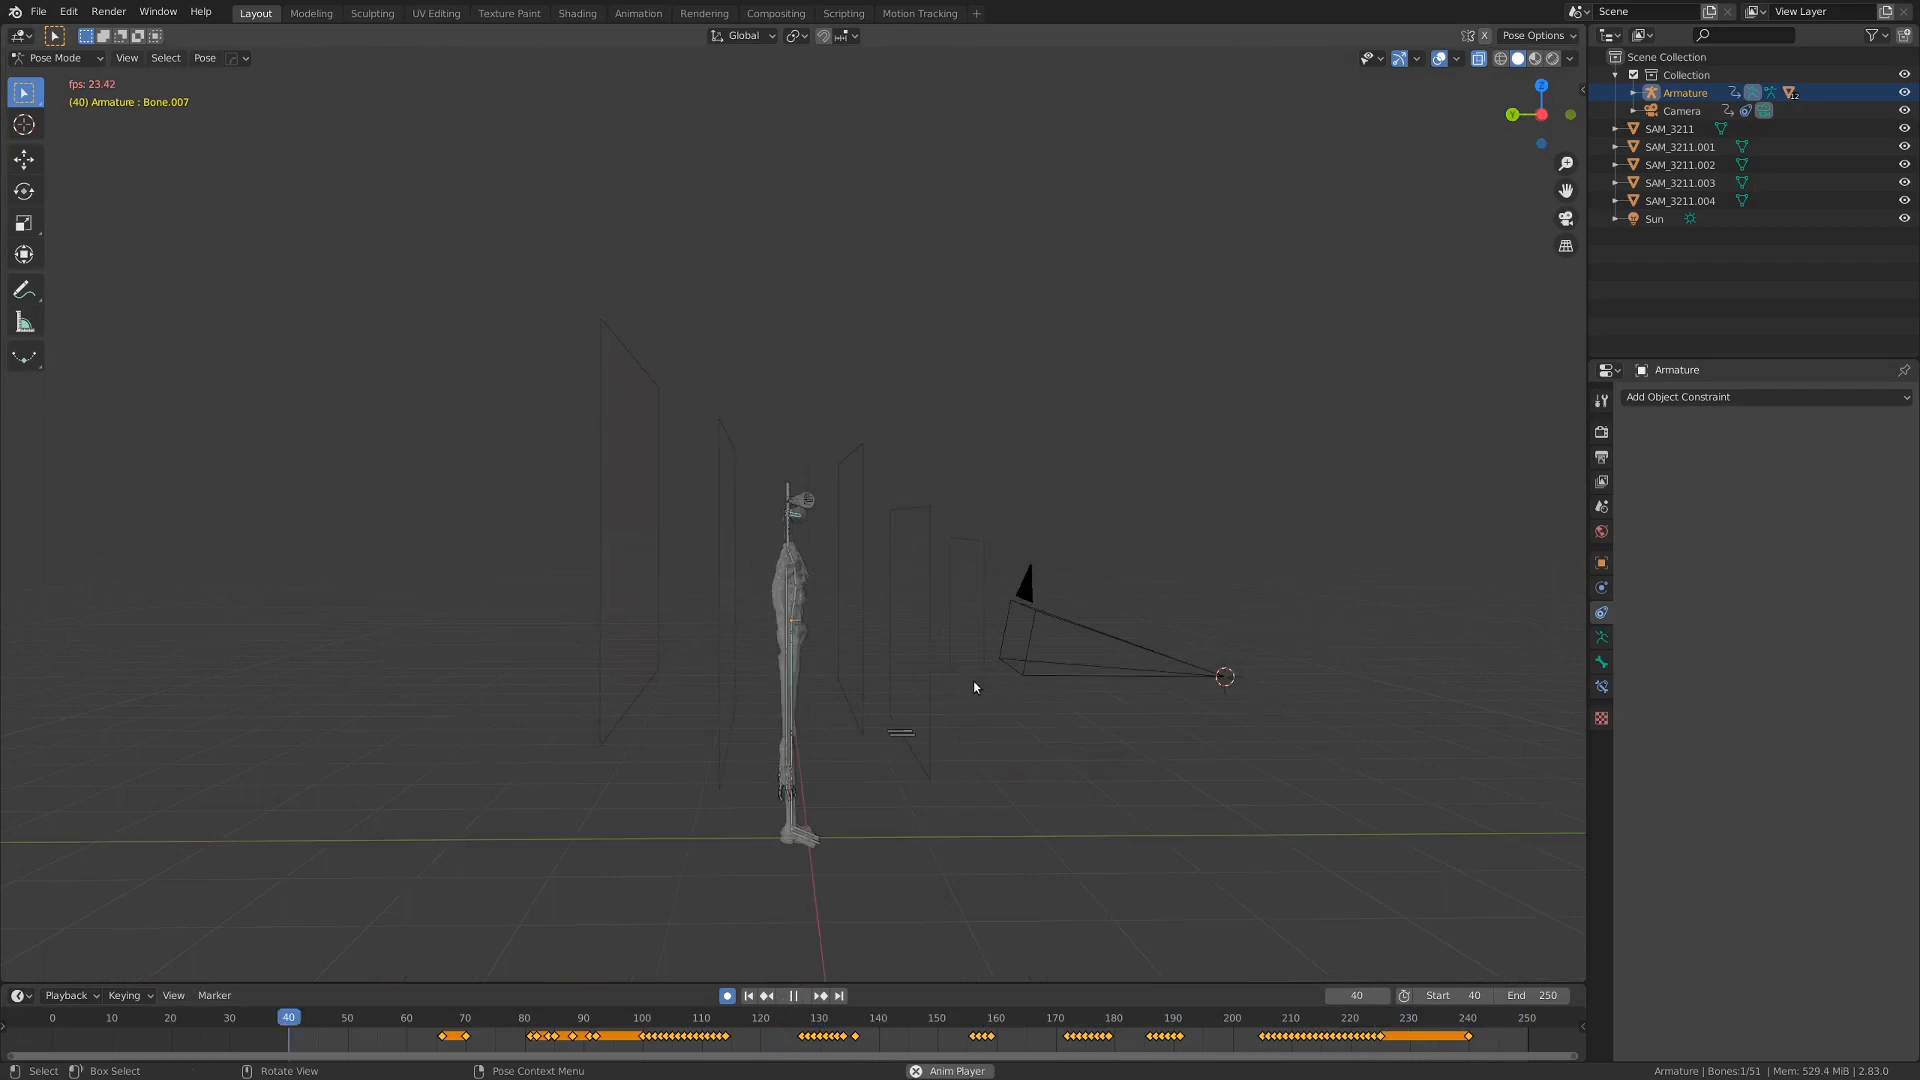 File Edit Render Window Help Layout Modeling Sculpting UV Editing Texture Paint Shading Animation Rendering Compositing Scripting Motion Tracking + Scene View Layer
Global Pose Options
Pose Mode View Select Pose
X
fps: 23.42
(40) Armature : Bone.007
Z
Y
Scene Collection
Collection
Armature 12
Camera
SAM_3211
SAM_3211.001
SAM_3211.002
SAM_3211.003
SAM_3211.004
Sun
Armature
Add Object Constraint
Playback Keying View Marker 40 Start 40 End 250
0 10 20 30 40 50 60 70 80 90 100 110 120 130 140 150 160 170 180 190 200 210 220 230 240 250
Select Box Select Rotate View Pose Context Menu Anim Player Armature | Bones:1/51 | Mem: 529.4 MiB | 2.83.0